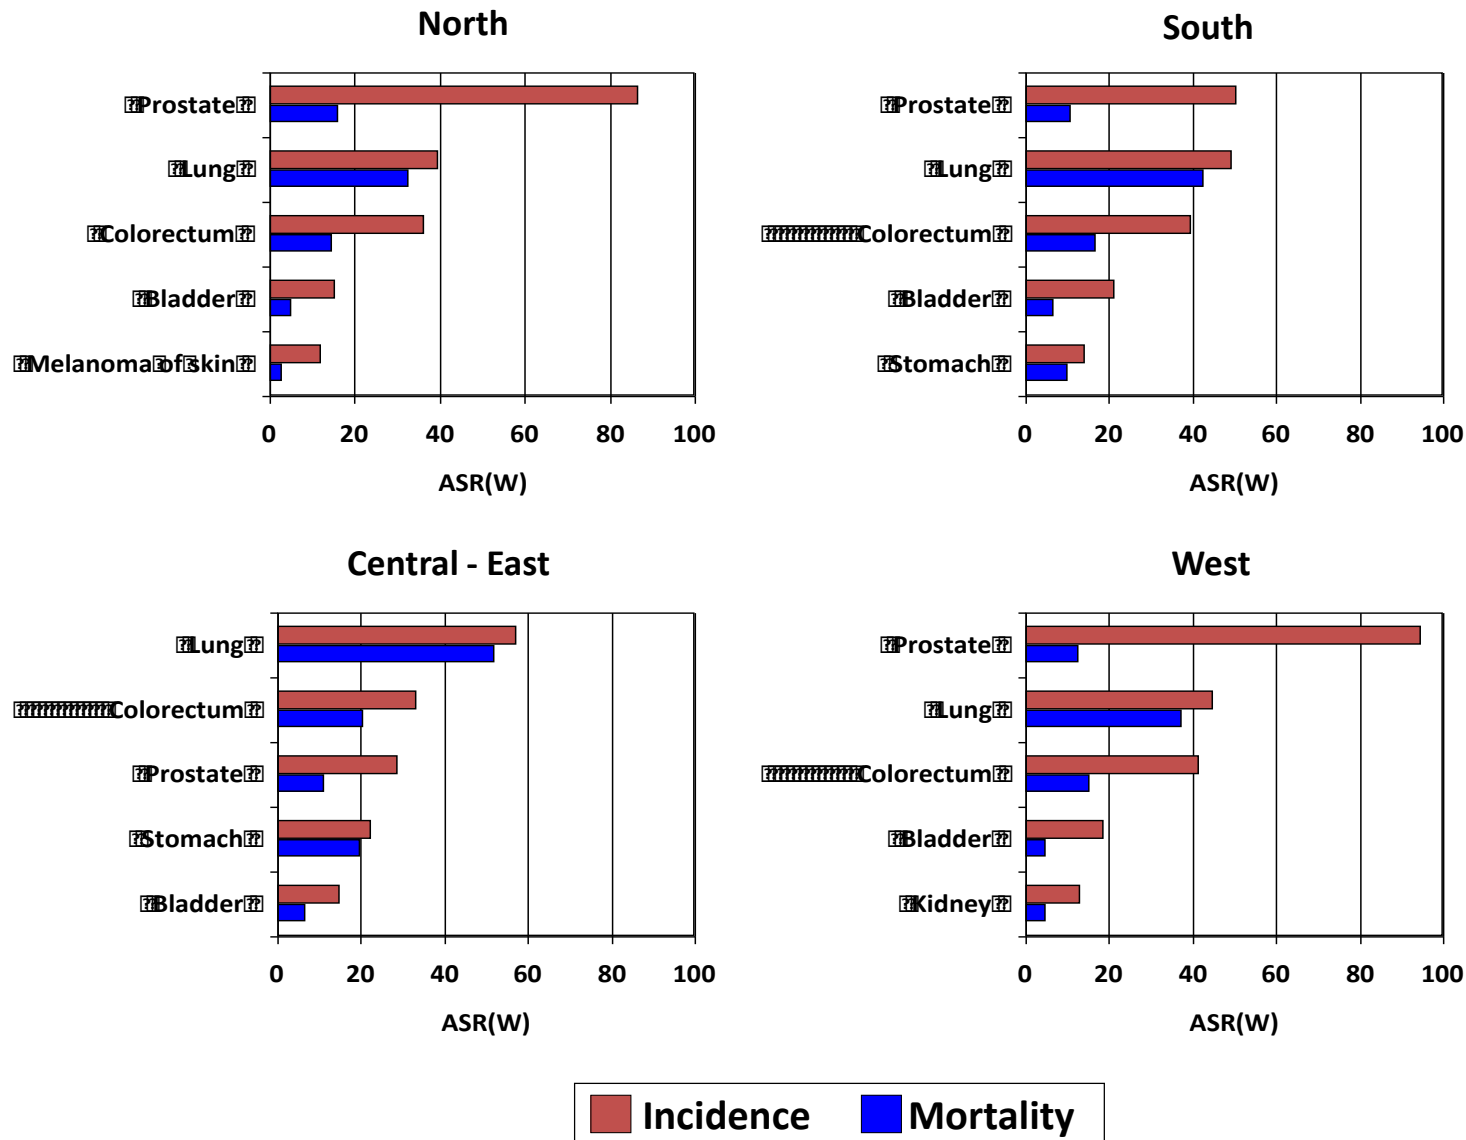 North
Prostate
Lung
Colorectum
Bladder
Melanoma of skin
0 20 40 60 80 100
ASR(W)
South
Prostate
Lung
Colorectum
Bladder
Stomach
0 20 40 60 80 100
ASR(W)
Central - East
Lung
Colorectum
Prostate
Stomach
Bladder
0 20 40 60 80 100
ASR(W)
West
Prostate
Lung
Colorectum
Bladder
Kidney
0 20 40 60 80 100
ASR(W)
Incidence Mortality